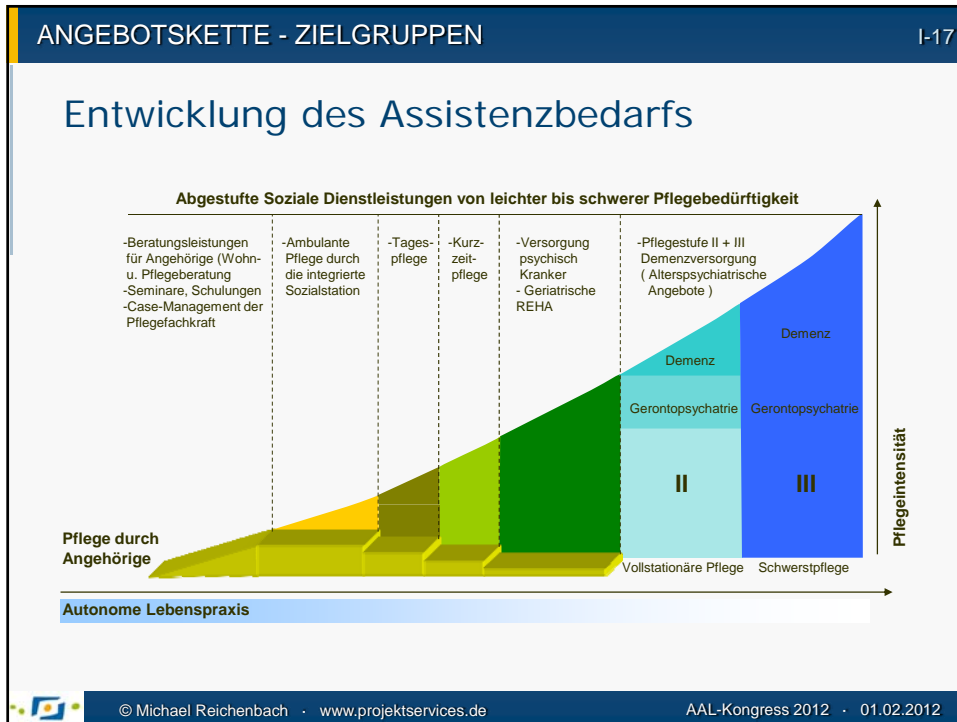 ANGEBOTSKETTE - ZIELGRUPPEN
I-17
Entwicklung des Assistenzbedarfs
Abgestufte Soziale Dienstleistungen von leichter bis schwerer Pflegebedürftigkeit
-Beratungsleistungen
für Angehörige (Wohn-
u. Pflegeberatung
-Seminare, Schulungen
-Case-Management der
Pflegefachkraft
-Ambulante
Pflege durch
die integrierte
Sozialstation
-Tages-
pflege
-Kurz-
zeit-
pflege
-Versorgung
psychisch
Kranker
- Geriatrische
REHA
-Pflegestufe II + III
Demenzversorgung
( Alterspsychiatrische
Angebote )
Demenz
Gerontopsychatrie
II
Demenz
Gerontopsychatrie
III
Pflegeintensität
Pflege durch
Angehörige
Vollstationäre Pflege
Schwerstpflege
Autonome Lebenspraxis
© Michael Reichenbach · www.projektservices.de
AAL-Kongress 2012 · 01.02.2012